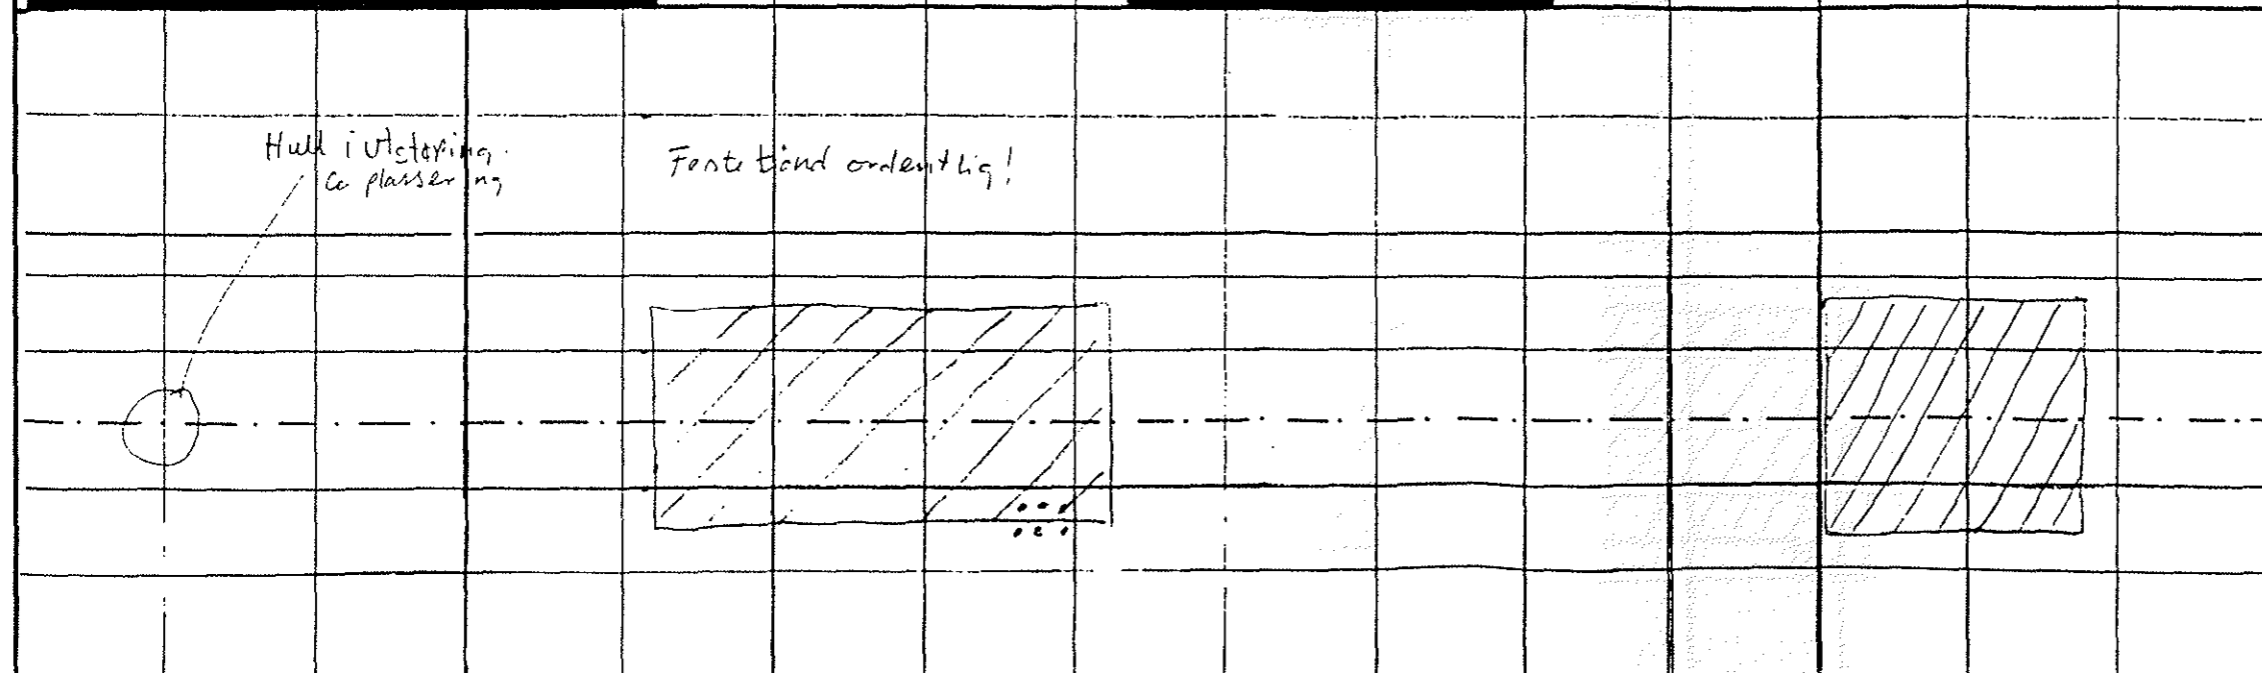 Hull i utstøping.
Ca plassering
Feste bånd ordentlig!